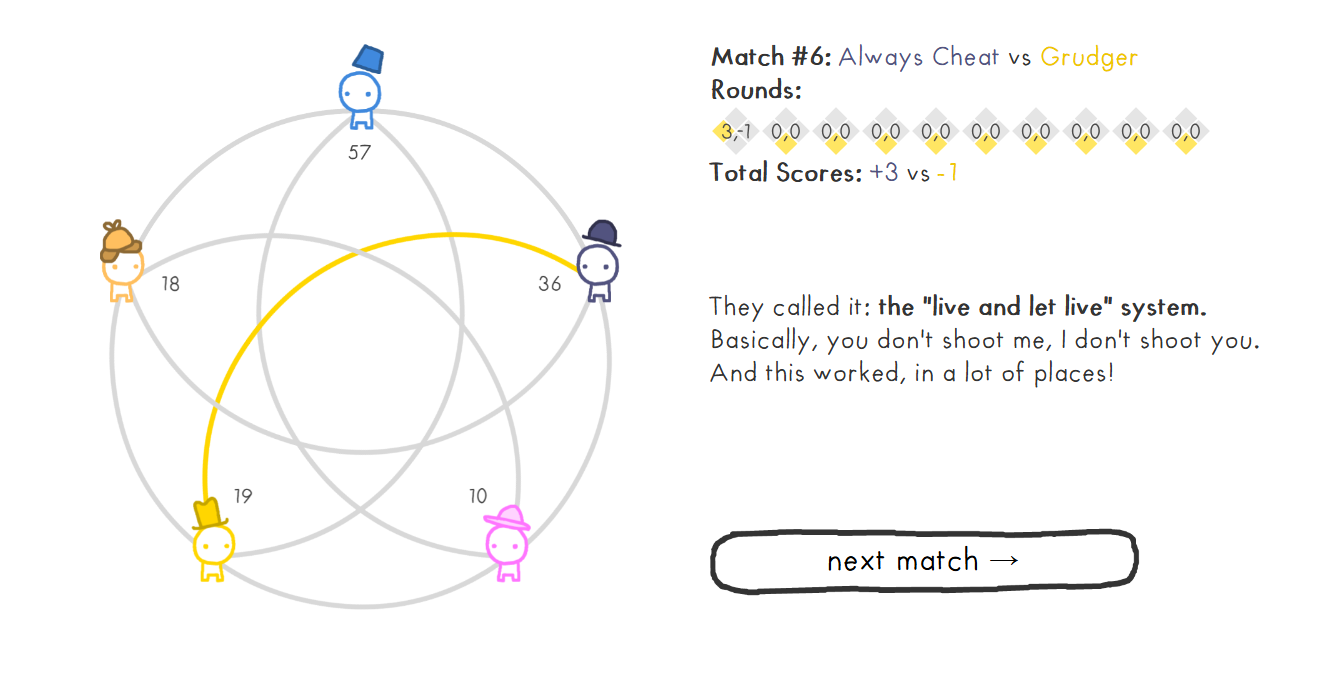 57
18
36
19
10
Match #6: Always Cheat vs Grudger
Rounds:
3,-1 0,0 0,0 0,0 0,0 0,0 0,0 0,0 0,0 0,0
Total Scores: +3 vs -1
They called it: the "live and let live" system.
Basically, you don't shoot me, I don't shoot you.
And this worked, in a lot of places!
next match →